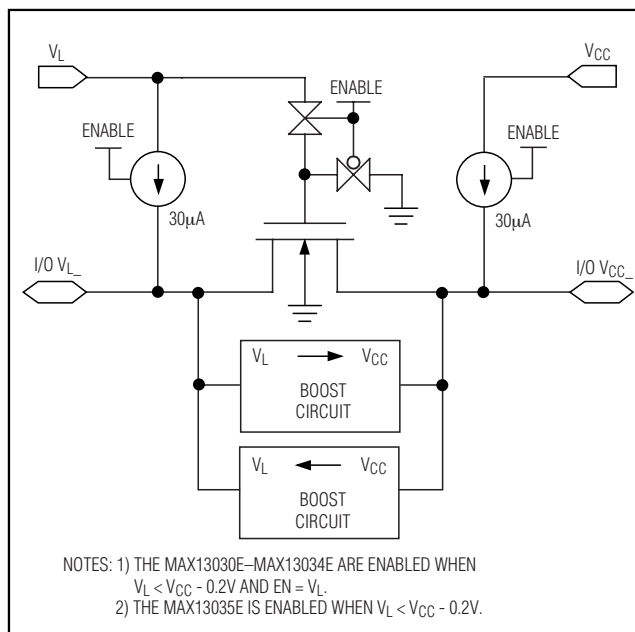 VL
VCC
ENABLE
ENABLE
ENABLE
30µA
30µA
I/O VL_
I/O VCC_
VL VCC
BOOST
CIRCUIT
VL VCC
BOOST
CIRCUIT
NOTES: 1) THE MAX13030E–MAX13034E ARE ENABLED WHEN
VL < VCC - 0.2V AND EN = VL.
2) THE MAX13035E IS ENABLED WHEN VL < VCC - 0.2V.